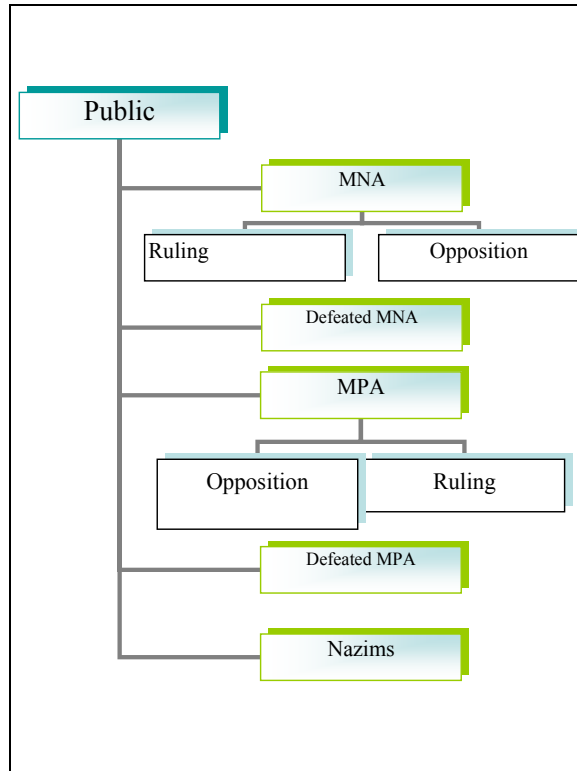 Public
MNA
Ruling
Opposition
Defeated MNA
MPA
Opposition
Ruling
Defeated MPA
Nazims